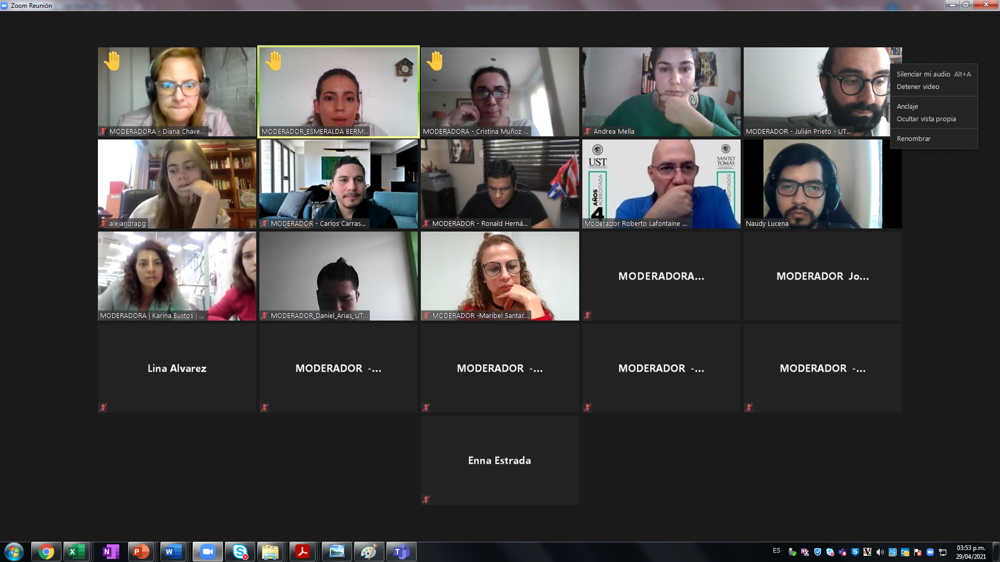 Zoom Reunión
MODERADORA - Diana Chave...
MODERADOR_ESMERALDA BERM...
MODERADORA - Cristina Muñoz ...
Andrea Mella
MODERADOR - Julián Prieto - UT...
Silenciar mi audio Alt+A
Detener video
Anclaje
Ocultar vista propia
Renombrar
alejandrapg
MODERADOR - Carlos Carras...
MODERADOR - Ronald Herná...
UST
SANTO TOMÁS
AÑOS ACREDITADA
4
Moderador Roberto Lafontaine ...
Naudy Lucena
MODERADORA | Karina Bustos | ...
MODERADOR_Daniel_Arias_UT...
MODERADOR -Maribel Santac...
MODERADORA...
MODERADOR Jo...
Lina Alvarez
MODERADOR -...
MODERADOR -...
MODERADOR -...
MODERADOR -...
Enna Estrada
ES
03:53 p.m.
29/04/2021